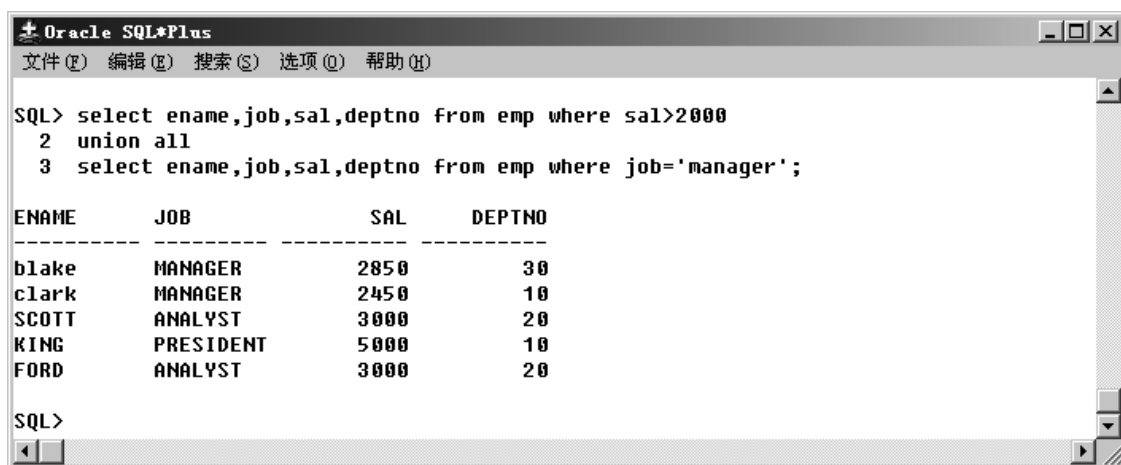 Oracle SQL*Plus
文件(F) 编辑(E) 搜索(S) 选项(O) 帮助(H)
SQL> select ename,job,sal,deptno from emp where sal>2000
  2  union all
  3  select ename,job,sal,deptno from emp where job='manager';
ENAME      JOB              SAL     DEPTNO
---------- --------- ---------- ----------
blake      MANAGER         2850         30
clark      MANAGER         2450         10
SCOTT      ANALYST         3000         20
KING       PRESIDENT       5000         10
FORD       ANALYST         3000         20
SQL>